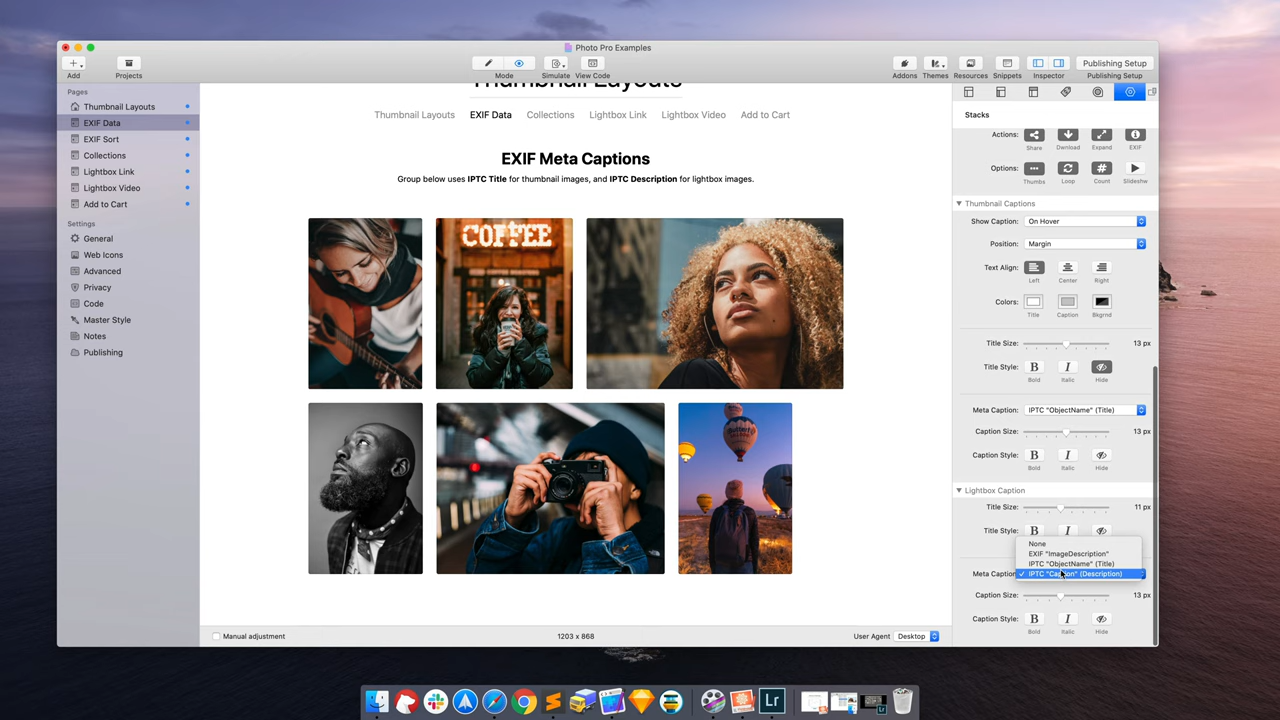 Photo Pro Examples
Add
Projects
Mode
Simulate
View Code
Addons
Themes
Resources
Snippets
Inspector
Publishing Setup
Publishing Setup
Pages
Thumbnail Layouts
EXIF Data
EXIF Sort
Collections
Lightbox Link
Lightbox Video
Add to Cart
Settings
General
Web Icons
Advanced
Privacy
Code
Master Style
Notes
Publishing
Thumbnail Layouts
Thumbnail Layouts EXIF Data Collections Lightbox Link Lightbox Video Add to Cart
EXIF Meta Captions
Group below uses IPTC Title for thumbnail images, and IPTC Description for lightbox images.
COFFEE
Manual adjustment
1203 x 868
User Agent Desktop
Stacks
Actions:
Share Dwnload Expand EXIF
Options:
Thumbs Loop Count Slideshw
Thumbnail Captions
Show Caption: On Hover
Position: Margin
Text Align:
Left Center Right
Colors:
Title Caption Bkgrnd
Title Size: 13 px
Title Style: B I
Bold Italic Hide
Meta Caption: IPTC "ObjectName" (Title)
Caption Size: 13 px
Caption Style: B I
Bold Italic Hide
Lightbox Caption
Title Size: 11 px
Title Style: B I
None
EXIF "ImageDescription"
IPTC "ObjectName" (Title)
Meta Caption ✓ IPTC "Caption" (Description)
Caption Size: 13 px
Caption Style: B I
Bold Italic Hide
Lr